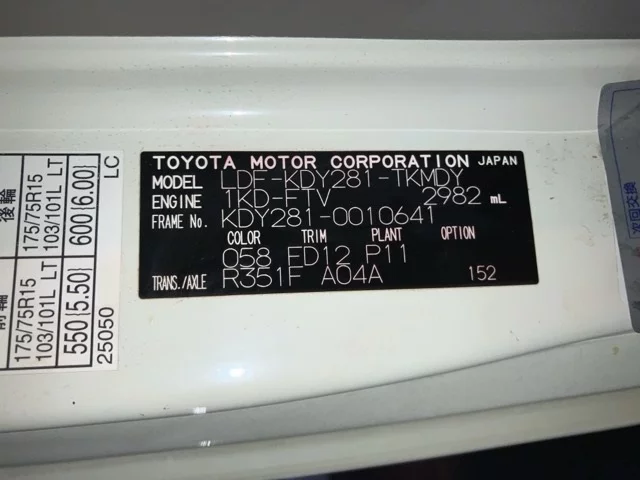 TOYOTA MOTOR CORPORATION JAPAN
MODEL LDF-KDY281-TKMDY
ENGINE 1KD-FTV 2982 mL
FRAME No. KDY281-0010641
COLOR TRIM PLANT OPTION
058 FD12 P11
TRANS./AXLE R351F A04A 152
後輪
175/75R15
103/101L LT
600 {6.00}
LC
前輪
175/75R15
103/101L LT
550 {5.50}
25050